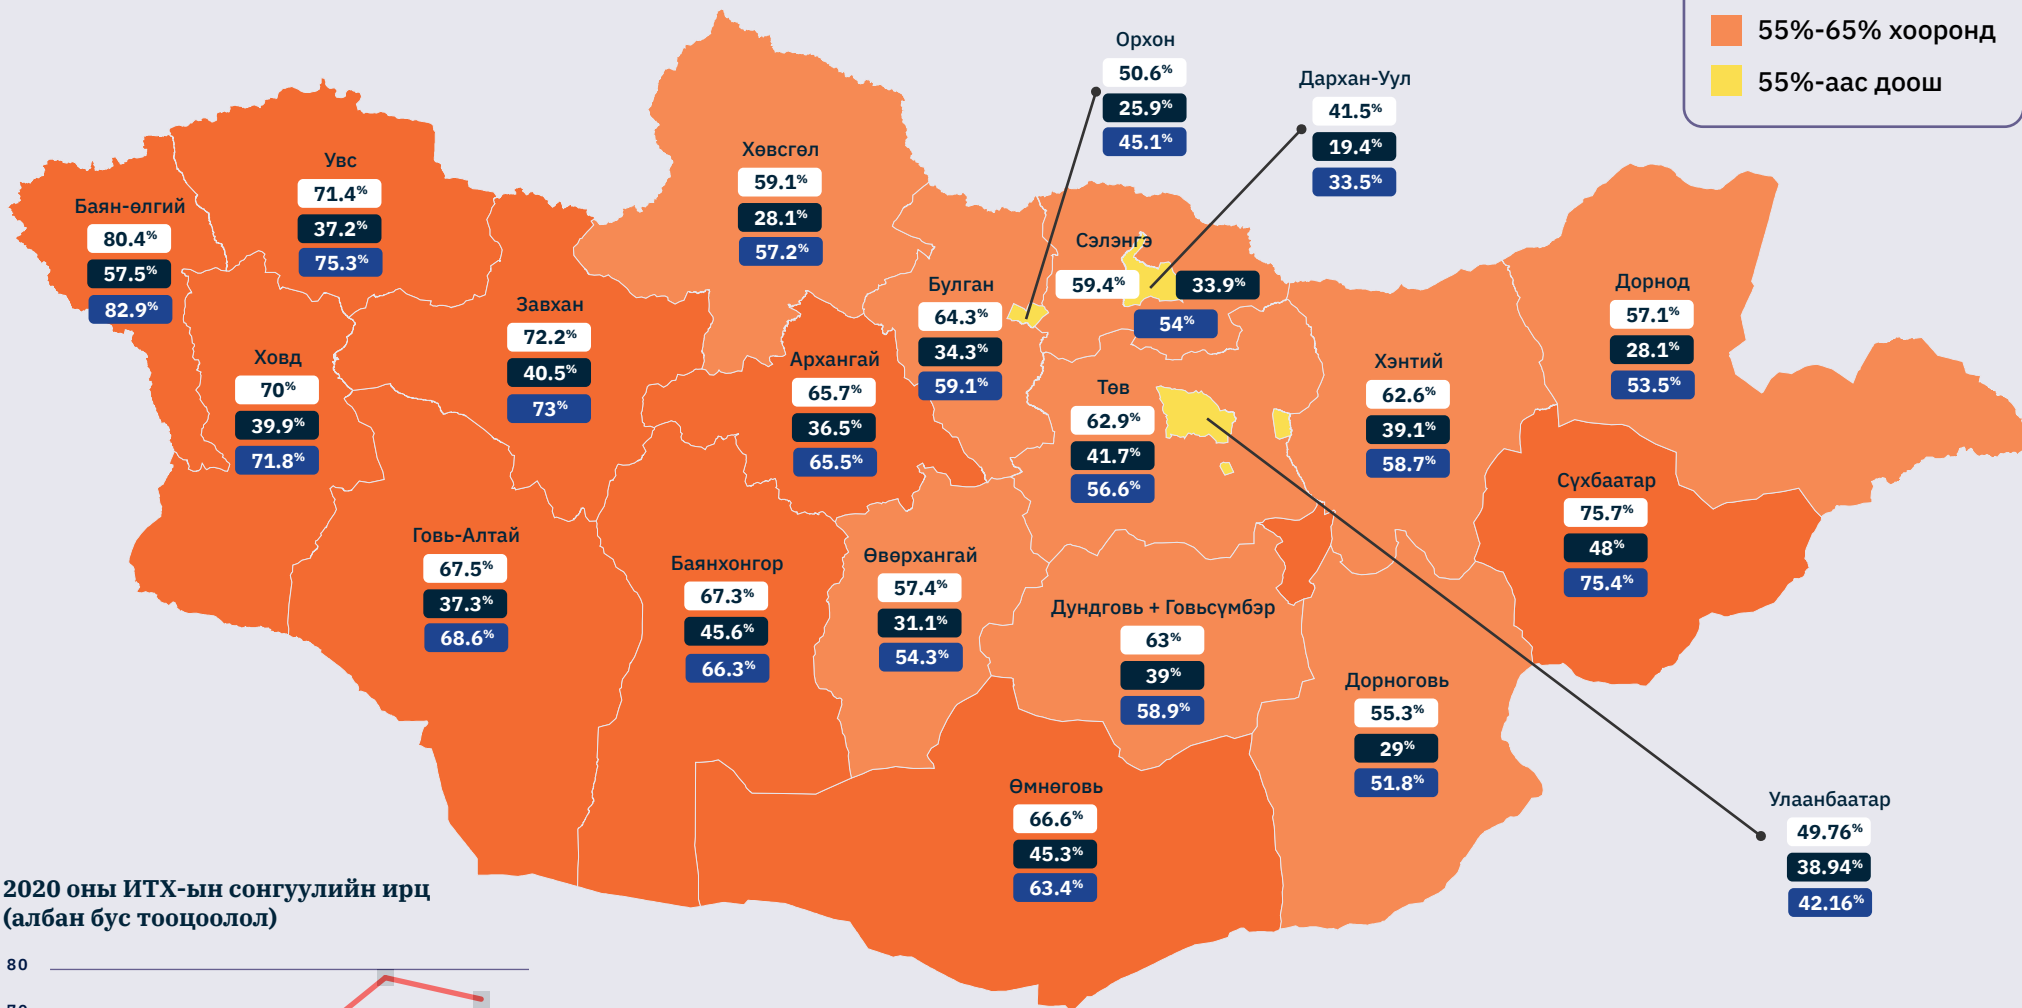 55%-65% хооронд
55%-аас доош
Орхон
50.6%
25.9%
45.1%
Дархан-Уул
41.5%
19.4%
33.5%
Увс
71.4%
37.2%
75.3%
Хөвсгөл
59.1%
28.1%
57.2%
Баян-өлгий
80.4%
57.5%
82.9%
Сэлэнгэ
59.4%
33.9%
54%
Булган
64.3%
34.3%
59.1%
Дорнод
57.1%
28.1%
53.5%
Завхан
72.2%
40.5%
73%
Ховд
70%
39.9%
71.8%
Архангай
65.7%
36.5%
65.5%
Төв
62.9%
41.7%
56.6%
Хэнтий
62.6%
39.1%
58.7%
Сүхбаатар
75.7%
48%
75.4%
Говь-Алтай
67.5%
37.3%
68.6%
Баянхонгор
67.3%
45.6%
66.3%
Өвөрхангай
57.4%
31.1%
54.3%
Дундговь + Говьсүмбэр
63%
39%
58.9%
Дорноговь
55.3%
29%
51.8%
Өмнөговь
66.6%
45.3%
63.4%
Улаанбаатар
49.76%
38.94%
42.16%
2020 оны ИТХ-ын сонгуулийн ирц
(албан бус тооцоолол)
80